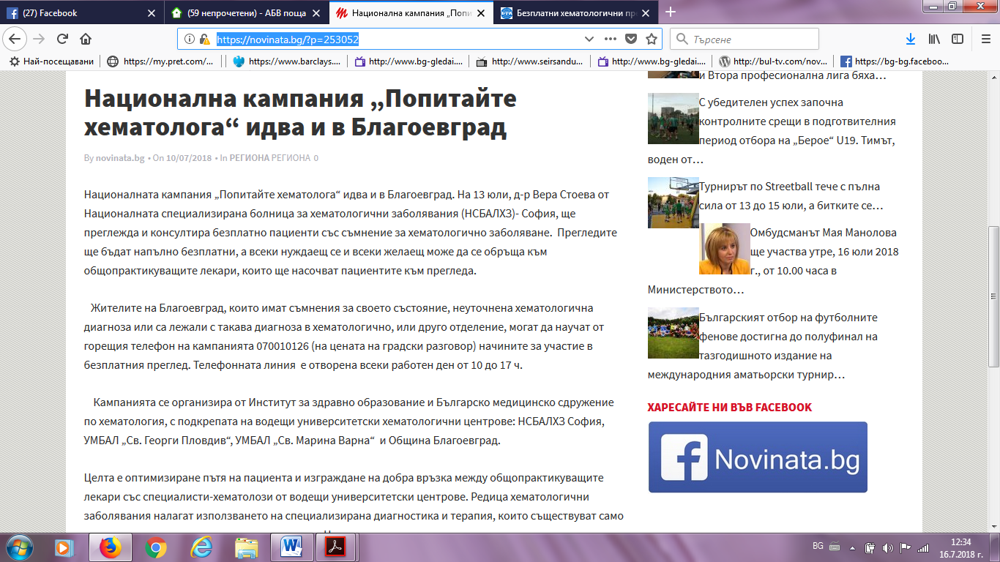 (27) Facebook
(59 непрочетени) - АБВ поща
Национална кампания „Попи
Безплатни хематологични пр
https://novinata.bg/?p=253052
Търсене
Най-посещавани
https://my.pret.com/...
https://www.barclays....
http://www.bg-gledai....
http://www.seirsandu...
http://www.bg-gledai....
http://bul-tv.com/nov...
https://bg-bg.faceboo...
Национална кампания „Попитайте
хематолога“ идва и в Благоевград
By novinata.bg • On 10/07/2018 • In РЕГИОНА РЕГИОНА 0
Националната кампания „Попитайте хематолога“ идва и в Благоевград. На 13 юли, д-р Вера Стоева от
Националната специализирана болница за хематологични заболявания (НСБАЛХЗ)- София, ще
преглежда и консултира безплатно пациенти със съмнение за хематологично заболяване. Прегледите
ще бъдат напълно безплатни, а всеки нуждаещ се и всеки желаещ може да се обръща към
общопрактикуващите лекари, които ще насочват пациентите към прегледа.
Жителите на Благоевград, които имат съмнения за своето състояние, неуточнена хематологична
диагноза или са лежали с такава диагноза в хематологично, или друго отделение, могат да научат от
горещия телефон на кампанията 070010126 (на цената на градски разговор) начините за участие в
безплатния преглед. Телефонната линия е отворена всеки работен ден от 10 до 17 ч.
Кампанията се организира от Институт за здравно образование и Българско медицинско сдружение
по хематология, с подкрепата на водещи университетски хематологични центрове: НСБАЛХЗ София,
УМБАЛ „Св. Георги Пловдив“, УМБАЛ „Св. Марина Варна“ и Община Благоевград.
Целта е оптимизиране пътя на пациента и изграждане на добра връзка между общопрактикуващите
лекари със специалисти-хематолози от водещи университетски центрове. Редица хематологични
заболявания налагат използването на специализирана диагностика и терапия, които съществуват само
и Втора професионална лига бяха…
С убедителен успех започна
контролните срещи в подготвителния
период отбора на „Берое“ U19. Тимът,
воден от…
Турнирът по Streetball тече с пълна
сила от 13 до 15 юли, а битките се…
Омбудсманът Мая Манолова
ще участва утре, 16 юли 2018
г., от 10.00 часа в
Министерството…
Българският отбор на футболните
фенове достигна до полуфинал на
тазгодишното издание на
международния аматьорски турнир…
ХАРЕСАЙТЕ НИ ВЪВ FACEBOOK
Novinata.bg
BG
12:34
16.7.2018 г.